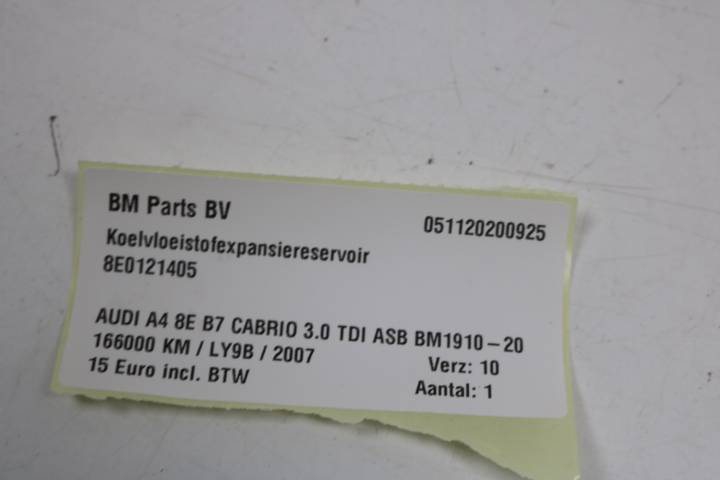 BM Parts BV
051120200925
Koelvloeistofexpansiereservoir
8E0121405
AUDI A4 8E B7 CABRIO 3.0 TDI ASB BM1910-20
166000 KM / LY9B / 2007
Verz: 10
15 Euro incl. BTW
Aantal: 1